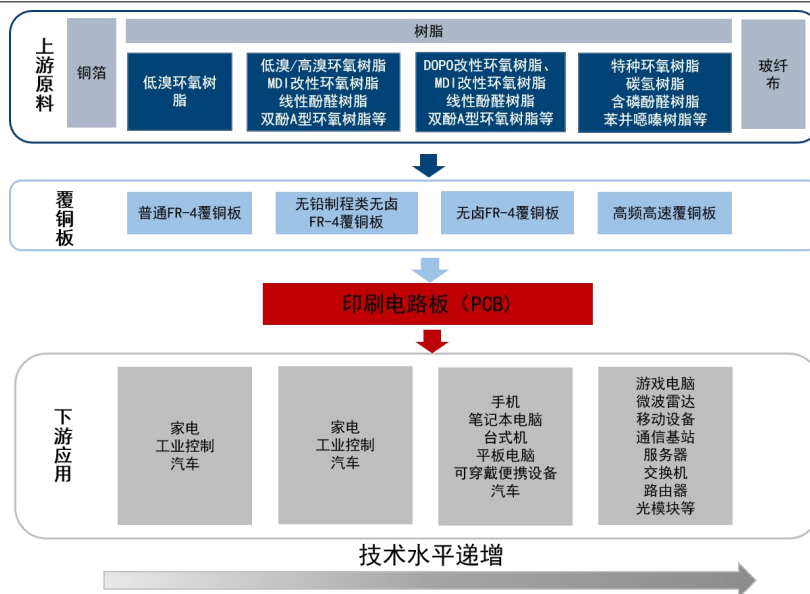 上游原料
铜箔
树脂
低溴环氧树
脂
低溴/高溴环氧树脂
MDI改性环氧树脂
线性酚醛树脂
双酚A型环氧树脂等
DOPO改性环氧树脂、
MDI改性环氧树脂
线性酚醛树脂
双酚A型环氧树脂等
特种环氧树脂
碳氢树脂
含磷酚醛树脂
苯并噁嗪树脂等
玻纤
布
覆铜板
普通FR-4覆铜板
无铅制程类无卤
FR-4覆铜板
无卤FR-4覆铜板
高频高速覆铜板
印刷电路板（PCB）
下游应用
家电
工业控制
汽车
家电
工业控制
汽车
手机
笔记本电脑
台式机
平板电脑
可穿戴便携设备
汽车
游戏电脑
微波雷达
移动设备
通信基站
服务器
交换机
路由器
光模块等
技术水平递增